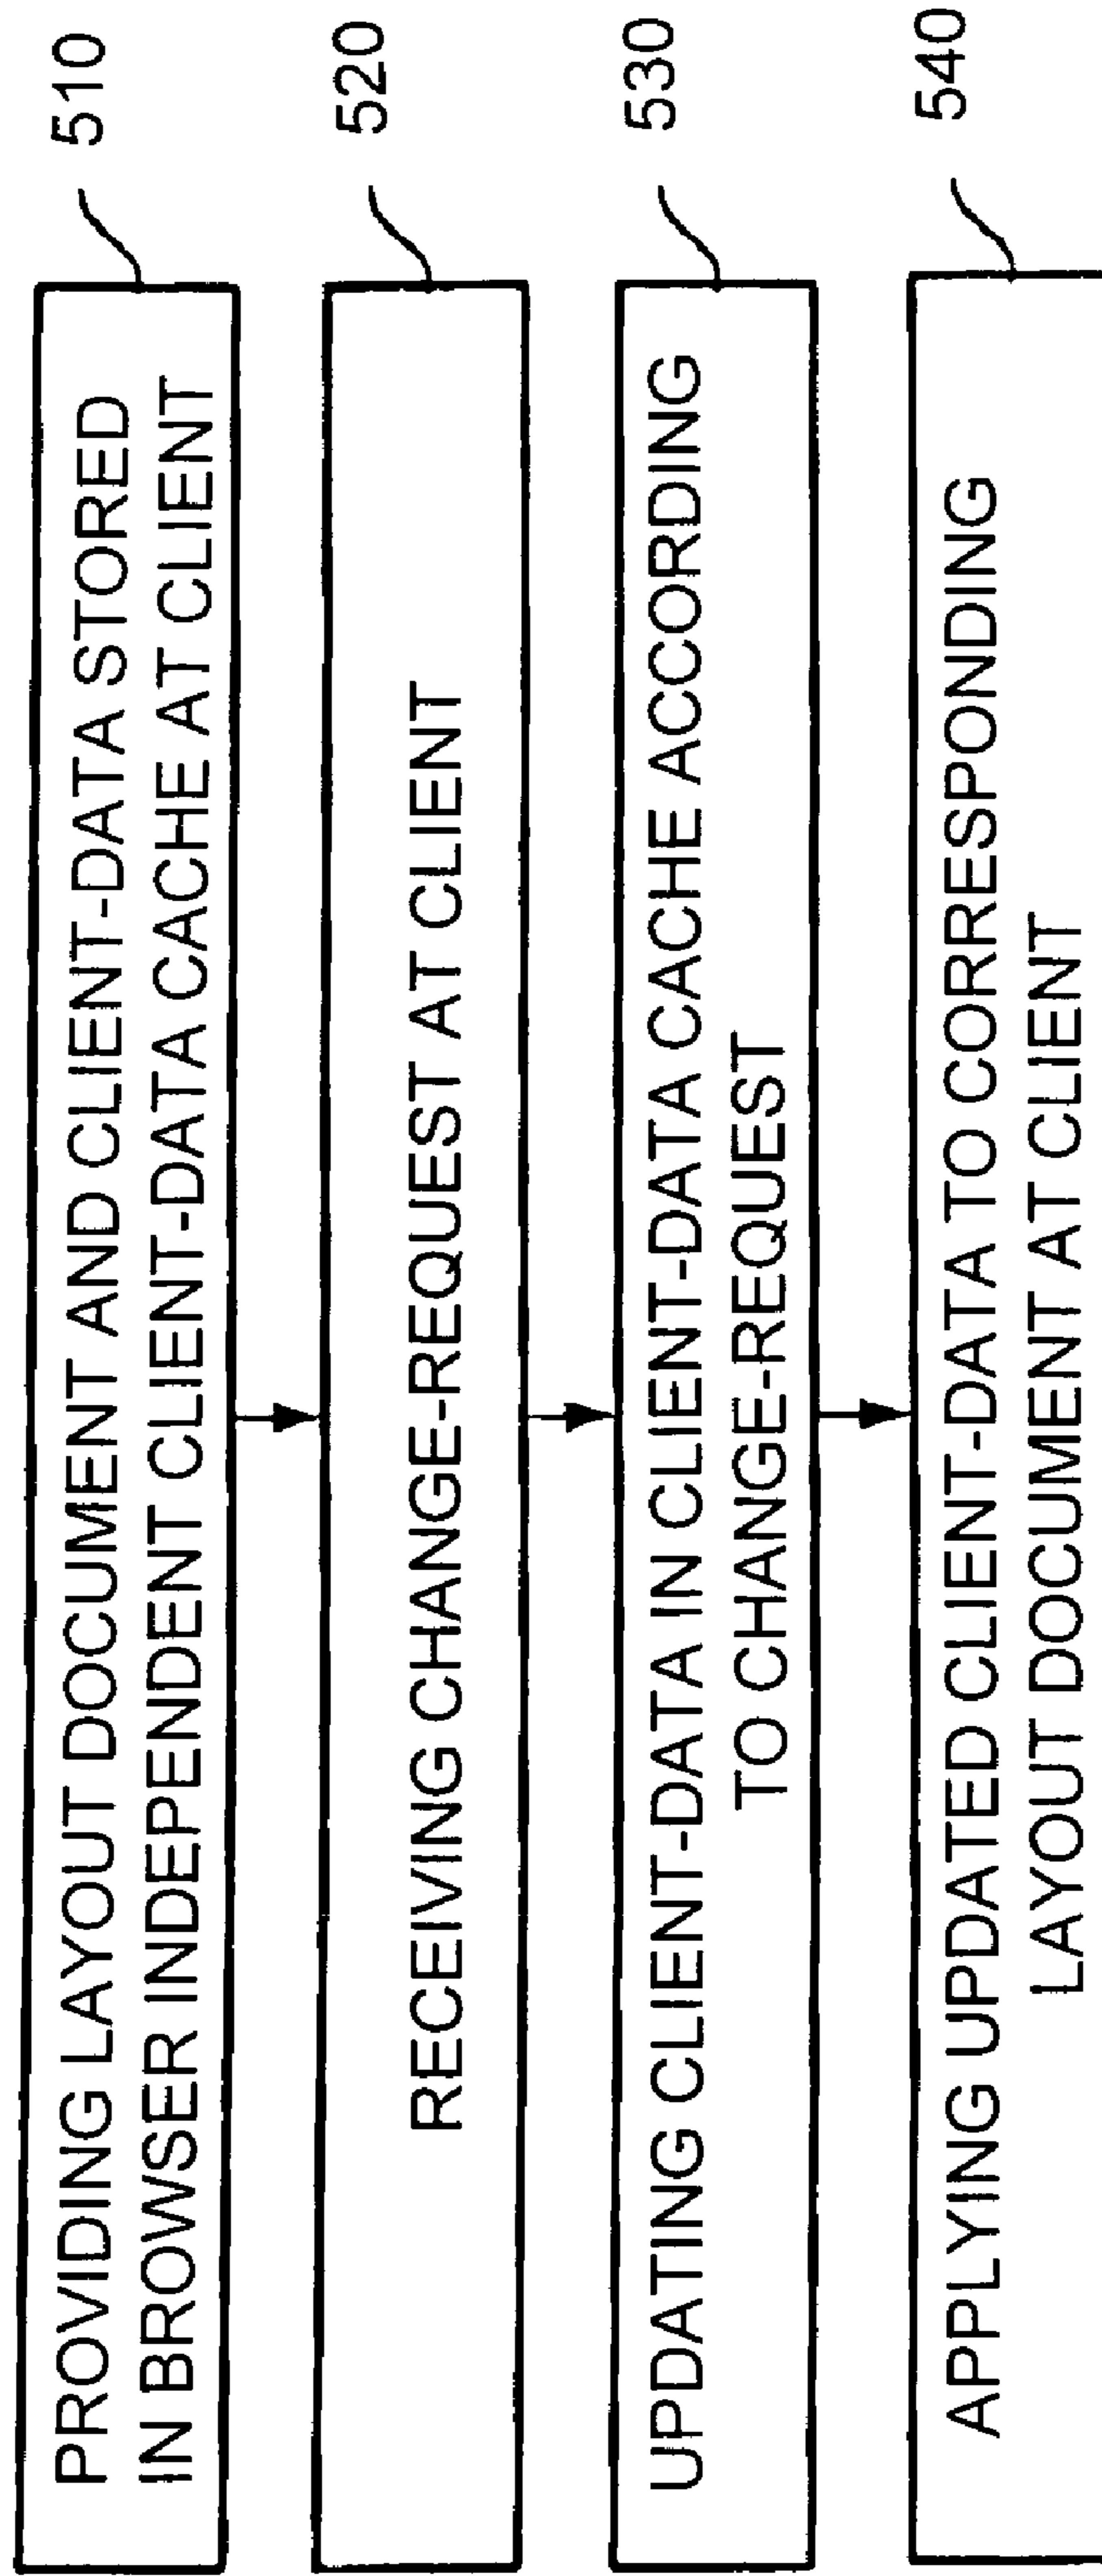 PROVIDING LAYOUT DOCUMENT AND CLIENT-DATA STORED
IN BROWSER INDEPENDENT CLIENT-DATA CACHE AT CLIENT
510
RECEIVING CHANGE-REQUEST AT CLIENT
520
UPDATING CLIENT-DATA IN CLIENT-DATA CACHE ACCORDING
TO CHANGE-REQUEST
530
APPLYING UPDATED CLIENT-DATA TO CORRESPONDING
LAYOUT DOCUMENT AT CLIENT
540